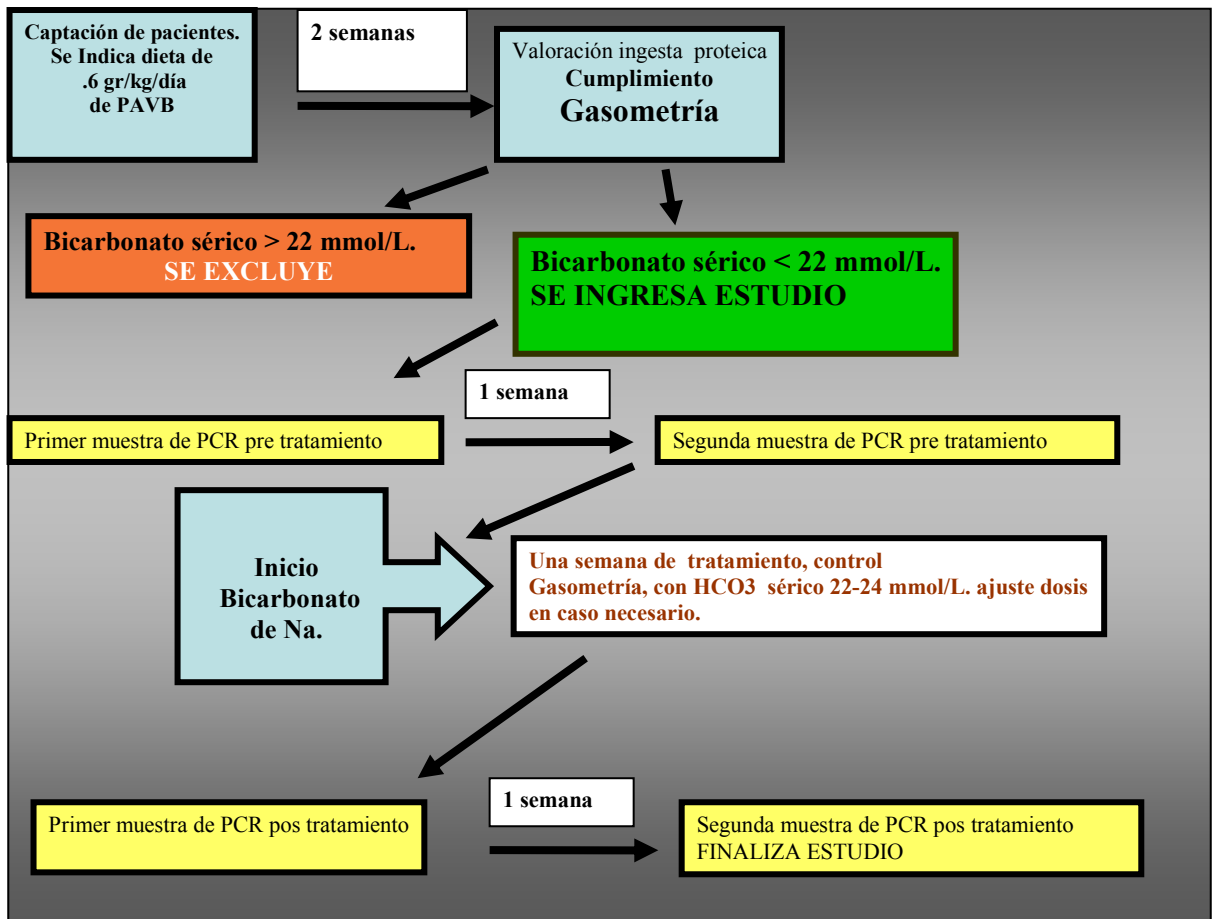 Captación de pacientes.
Se Indica dieta de
.6 gr/kg/día
de PAVB
2 semanas
Valoración ingesta proteica
Cumplimiento
Gasometría
Bicarbonato sérico > 22 mmol/L.
SE EXCLUYE
Bicarbonato sérico < 22 mmol/L.
SE INGRESA ESTUDIO
1 semana
Primer muestra de PCR pre tratamiento
Segunda muestra de PCR pre tratamiento
Inicio
Bicarbonato
de Na.
Una semana de tratamiento, control
Gasometría, con HCO3 sérico 22-24 mmol/L. ajuste dosis
en caso necesario.
Primer muestra de PCR pos tratamiento
1 semana
Segunda muestra de PCR pos tratamiento
FINALIZA ESTUDIO